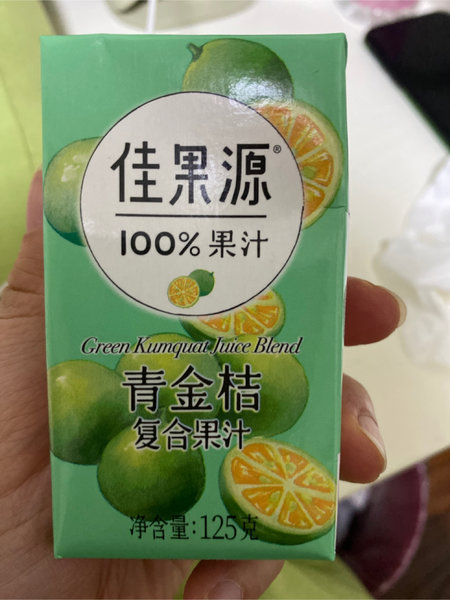 佳果源®
100%果汁
Green Kumquat Juice Blend
青金桔
复合果汁
净含量:125克